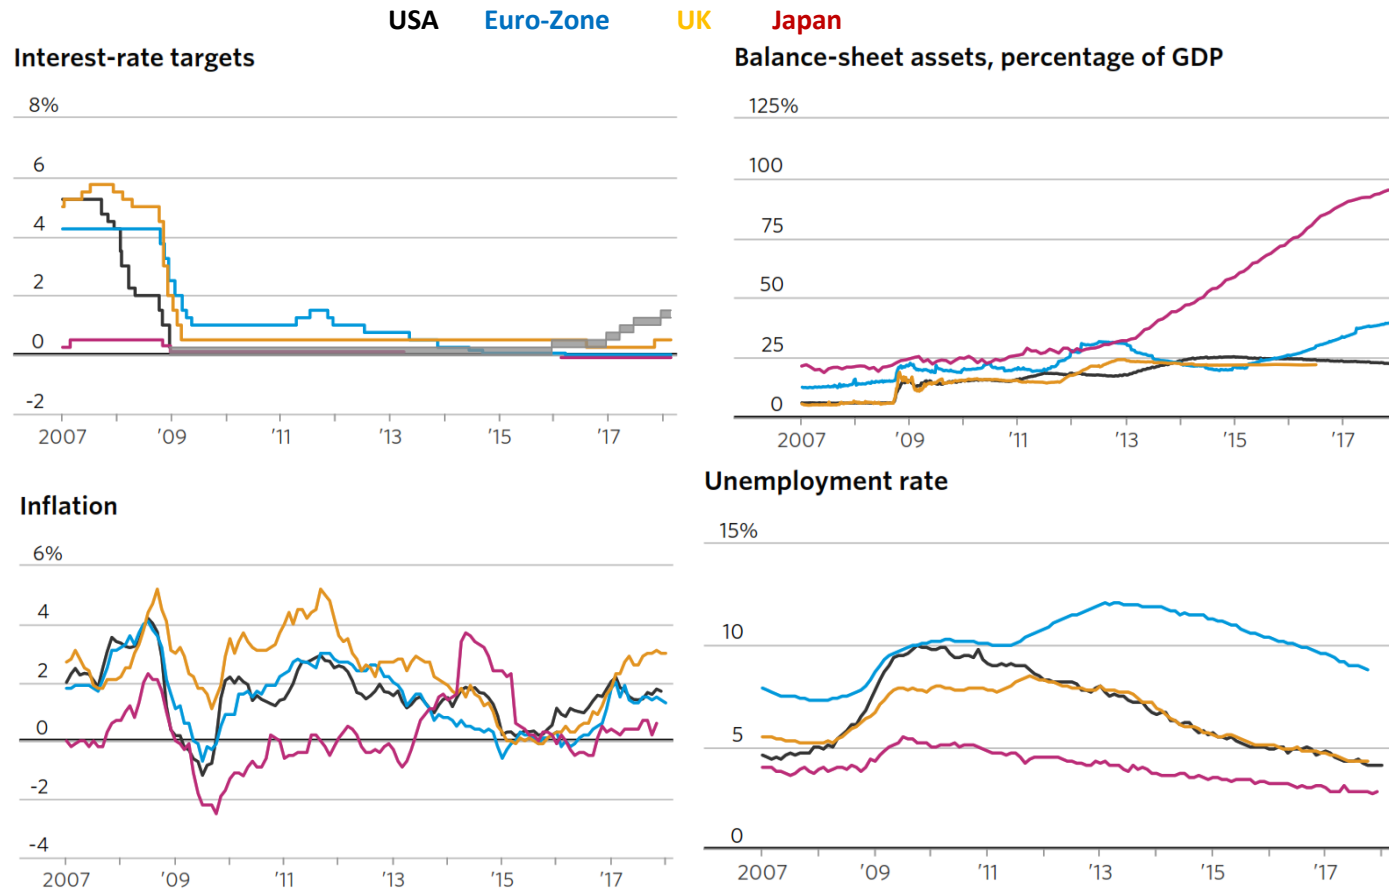 USA Euro-Zone UK Japan
Interest-rate targets
8%
6
4
2
0
-2
2007 '09 '11 '13 '15 '17
Balance-sheet assets, percentage of GDP
125%
100
75
50
25
0
2007 '09 '11 '13 '15 '17
Inflation
6%
4
2
0
-2
-4
2007 '09 '11 '13 '15 '17
Unemployment rate
15%
10
5
0
2007 '09 '11 '13 '15 '17